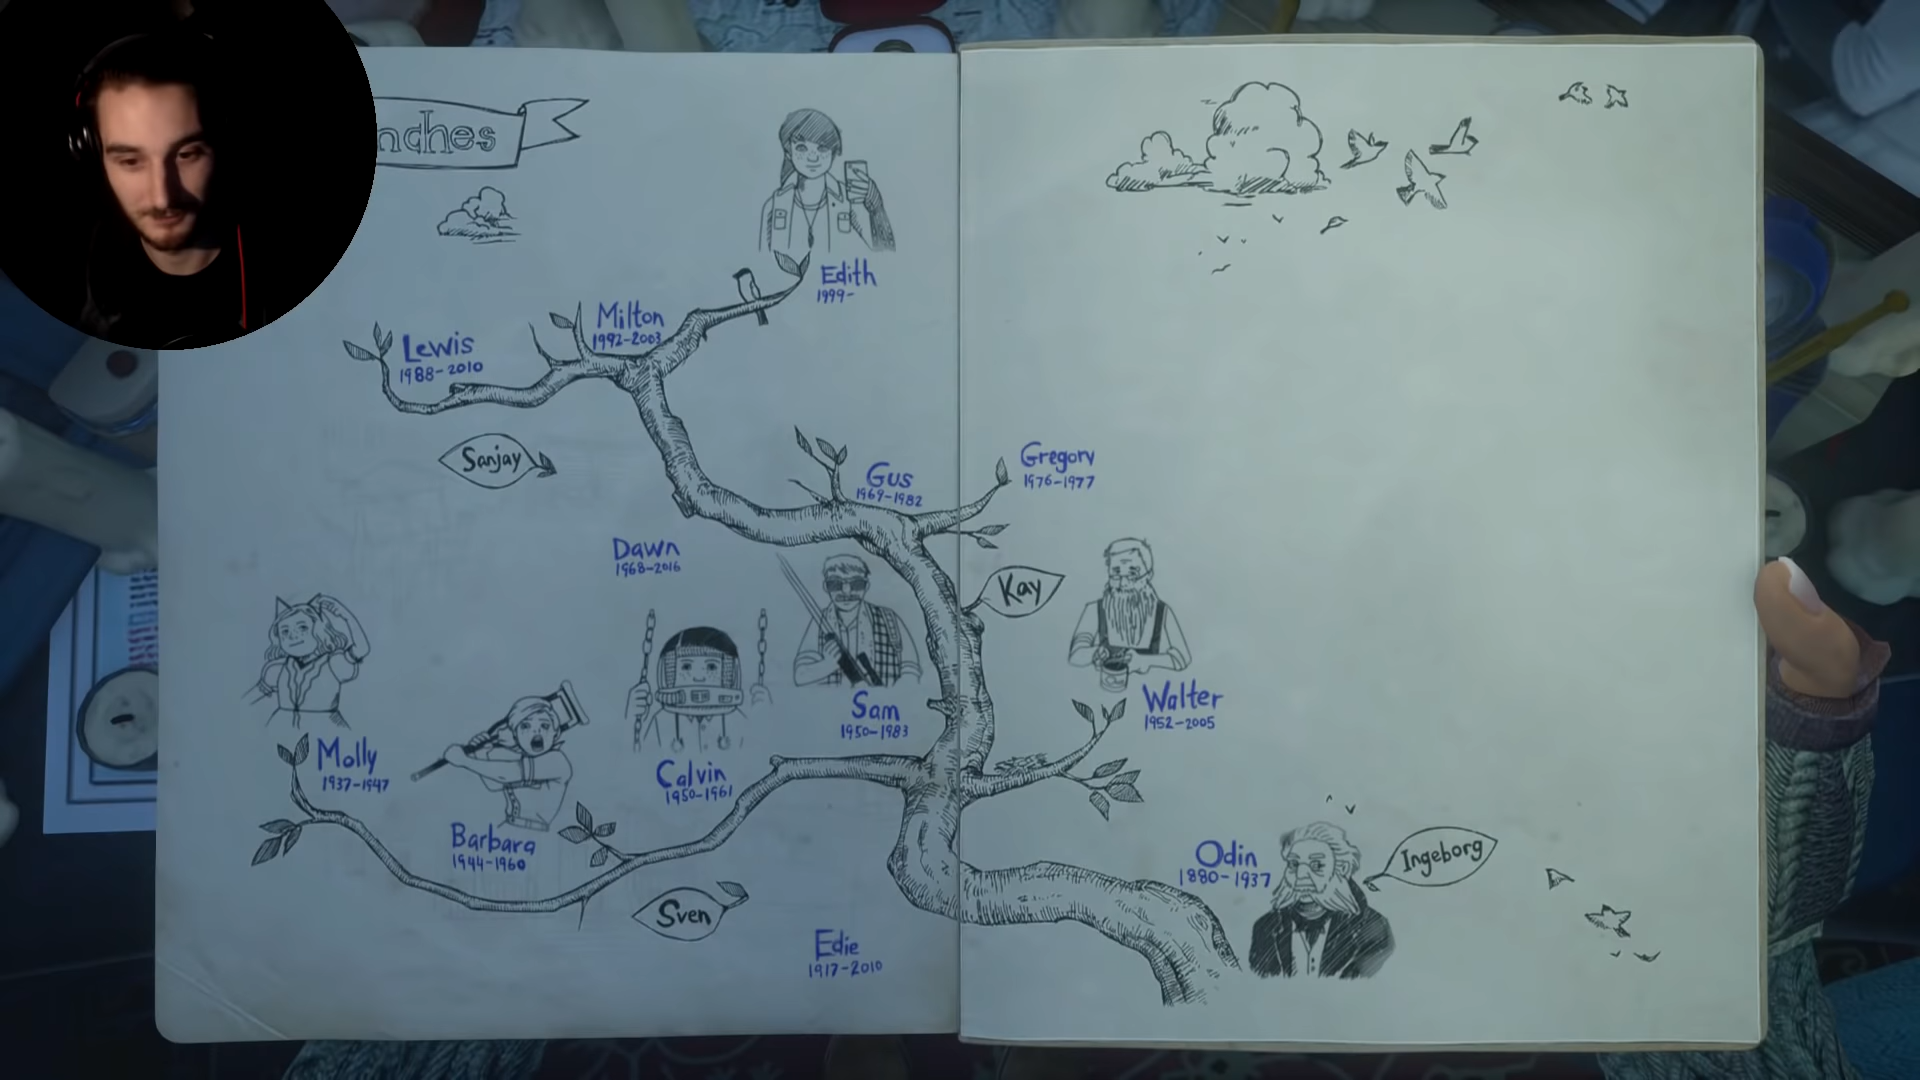 nches
Edith
1999-
Milton
1992-2003
Lewis
1988-2010
Sanjay
Gus
1969-1982
Gregory
1976-1977
Dawn
1968-2016
Kay
Sam
1950-1983
Walter
1952-2005
Molly
1937-1947
Calvin
1950-1961
Barbara
1944-1960
Odin
1880-1937
Ingeborg
Sven
Edie
1917-2010